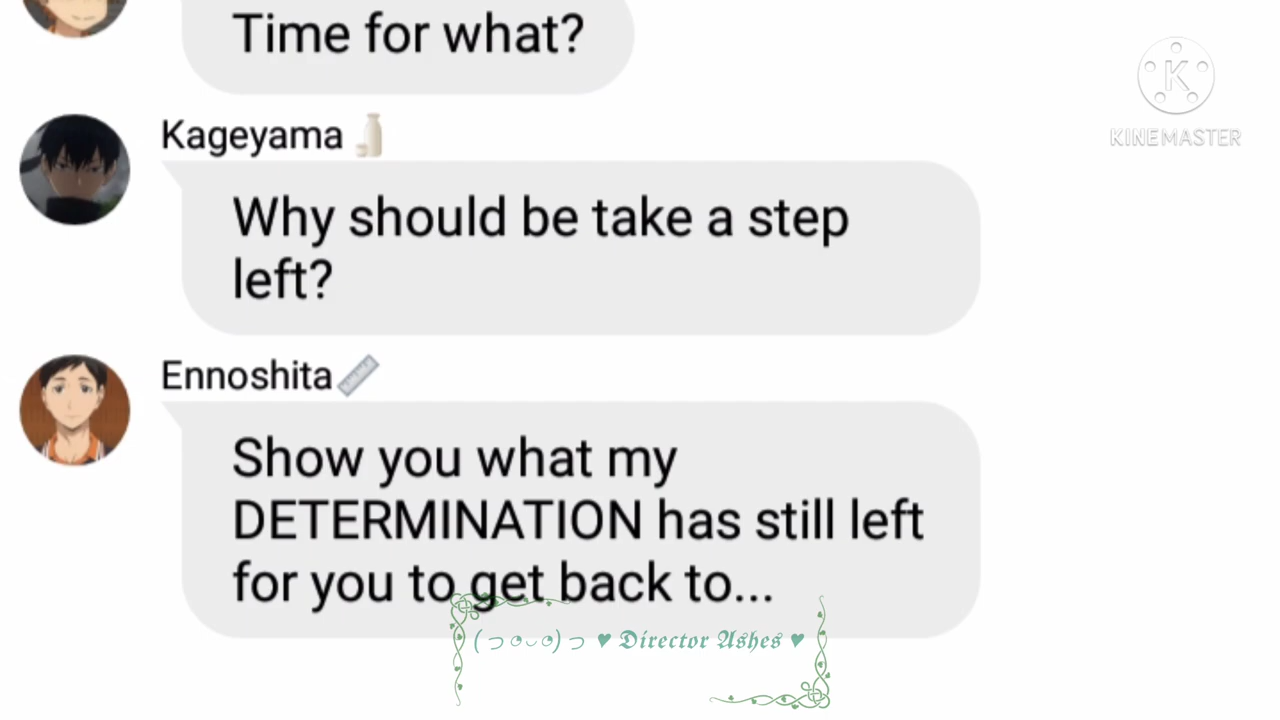 Time for what?
KINEMASTER
Kageyama
Why should be take a step
left?
Ennoshita
Show you what my
DETERMINATION has still left
for you to get back to...
(っ◔◡◔)っ ♥ Director Ashes ♥